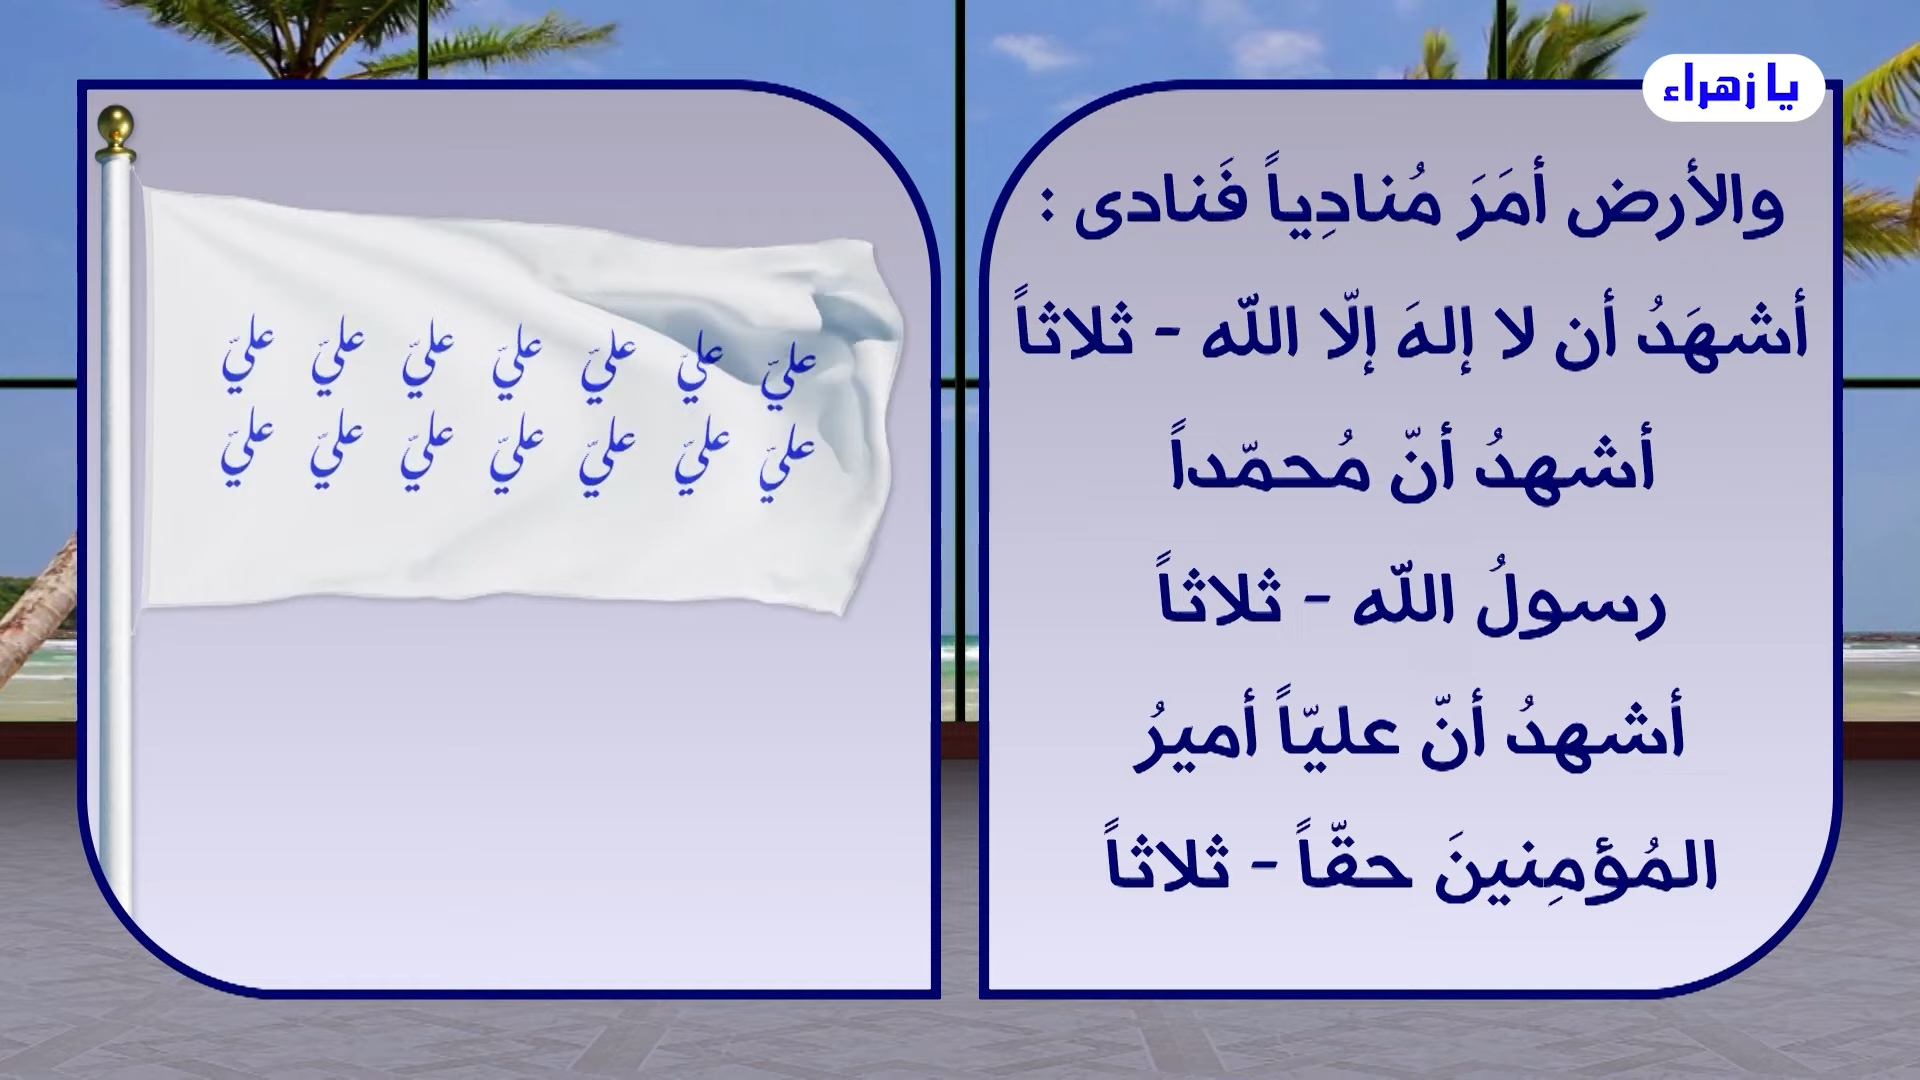 يا زهراء
والأرض أمَرَ مُنادِياً فَنادى :
أشهَدُ أن لا إلهَ إلّا اللّه - ثلاثاً
أشهدُ أنّ مُحمّداً
رسولُ اللّه - ثلاثاً
أشهدُ أنّ عليّاً أميرُ
المُؤمِنينَ حقّاً - ثلاثاً
عليّ عليّ عليّ عليّ عليّ عليّ عليّ
عليّ عليّ عليّ عليّ عليّ عليّ عليّ